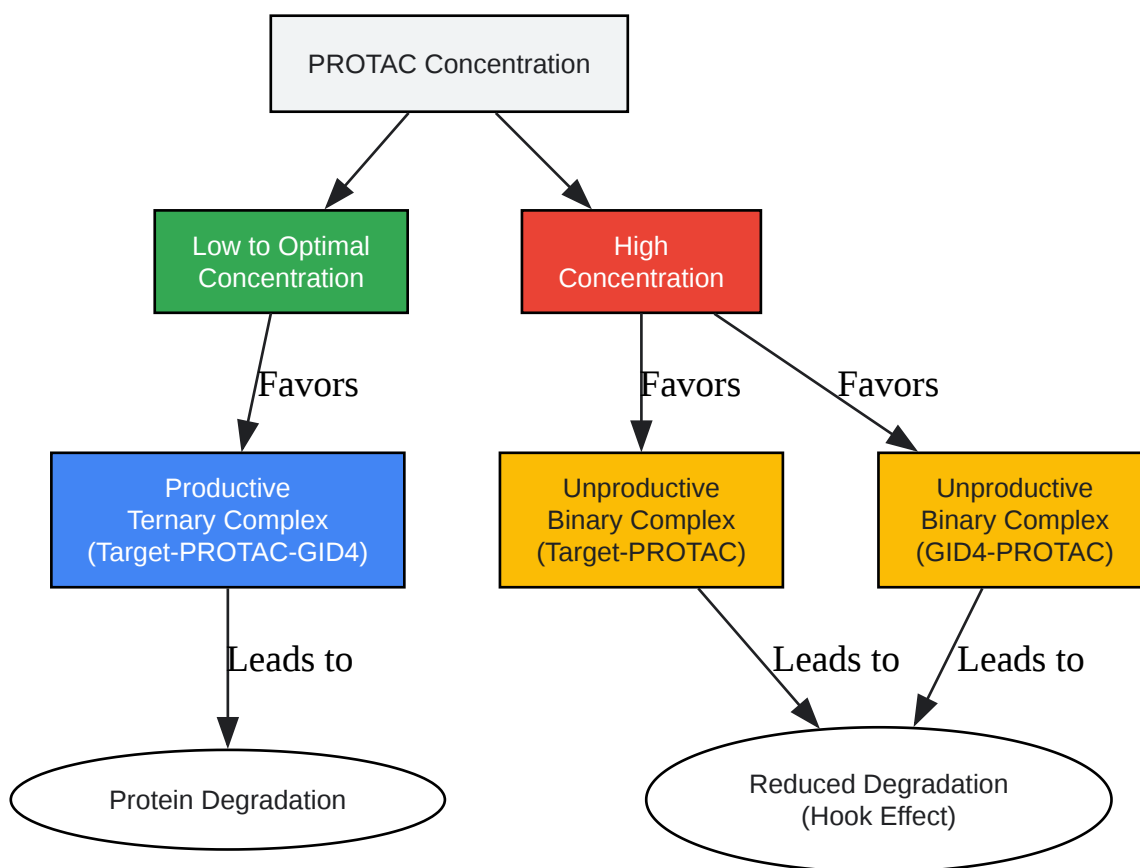 PROTAC Concentration
Low to Optimal
Concentration
High
Concentration
Favors
Favors
Favors
Productive
Ternary Complex
(Target-PROTAC-GID4)
Unproductive
Binary Complex
(Target-PROTAC)
Unproductive
Binary Complex
(GID4-PROTAC)
Leads to
Leads to
Leads to
Protein Degradation
Reduced Degradation
(Hook Effect)